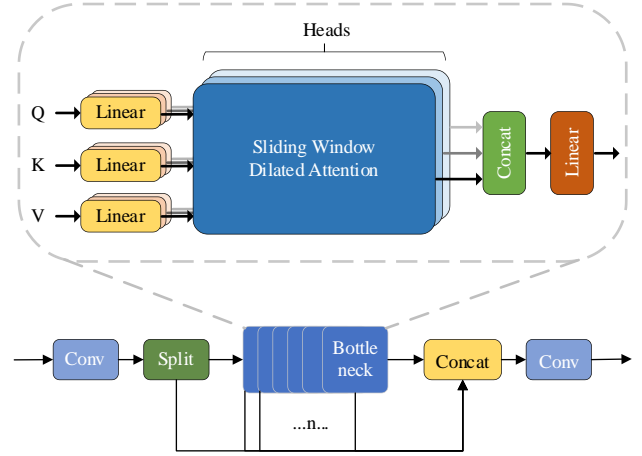 Heads
Q
Linear
K
Linear
V
Linear
Sliding Window
Dilated Attention
Concat
Linear
Conv
Split
Bottle
neck
Concat
Conv
...n...